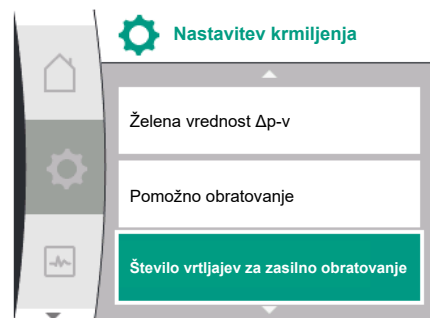 Nastavitev krmiljenja
Želena vrednost Δp-v
Pomožno obratovanje
Število vrtljajev za zasilno obratovanje